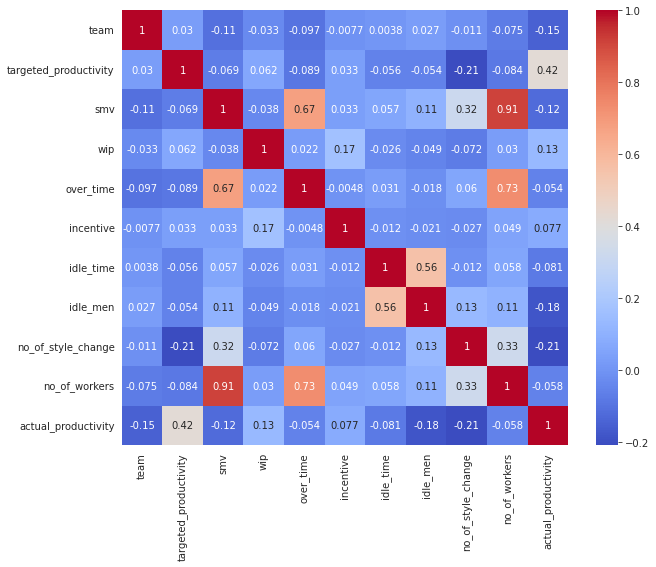 team 1 0.03 -0.11 -0.033 -0.097 -0.0077 0.0038 0.027 -0.011 -0.075 -0.15
targeted_productivity 0.03 1 -0.069 0.062 -0.089 0.033 -0.056 -0.054 -0.21 -0.084 0.42
smv -0.11 -0.069 1 -0.038 0.67 0.033 0.057 0.11 0.32 0.91 -0.12
wip -0.033 0.062 -0.038 1 0.022 0.17 -0.026 -0.049 -0.072 0.03 0.13
over_time -0.097 -0.089 0.67 0.022 1 -0.0048 0.031 -0.018 0.06 0.73 -0.054
incentive -0.0077 0.033 0.033 0.17 -0.0048 1 -0.012 -0.021 -0.027 0.049 0.077
idle_time 0.0038 -0.056 0.057 -0.026 0.031 -0.012 1 0.56 -0.012 0.058 -0.081
idle_men 0.027 -0.054 0.11 -0.049 -0.018 -0.021 0.56 1 0.13 0.11 -0.18
no_of_style_change -0.011 -0.21 0.32 -0.072 0.06 -0.027 -0.012 0.13 1 0.33 -0.21
no_of_workers -0.075 -0.084 0.91 0.03 0.73 0.049 0.058 0.11 0.33 1 -0.058
actual_productivity -0.15 0.42 -0.12 0.13 -0.054 0.077 -0.081 -0.18 -0.21 -0.058 1
team
targeted_productivity
smv
wip
over_time
incentive
idle_time
idle_men
no_of_style_change
no_of_workers
actual_productivity
1.0
0.8
0.6
0.4
0.2
0.0
−0.2